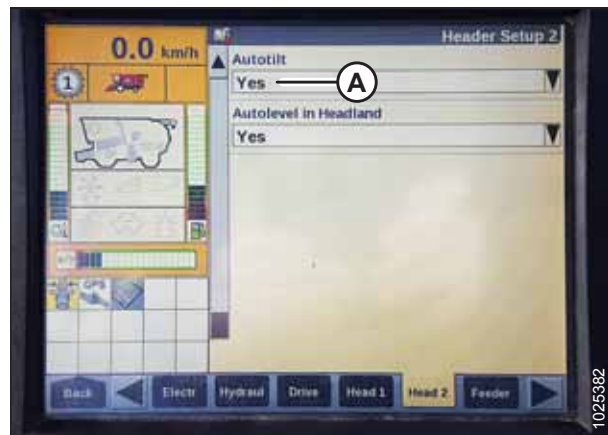 Header Setup 2
0.0 km/h
1
Autotilt
Yes
A
Autolevel in Headland
Yes
Back
Electr
Hydraul
Drive
Head 1
Head 2
Feeder
1025382